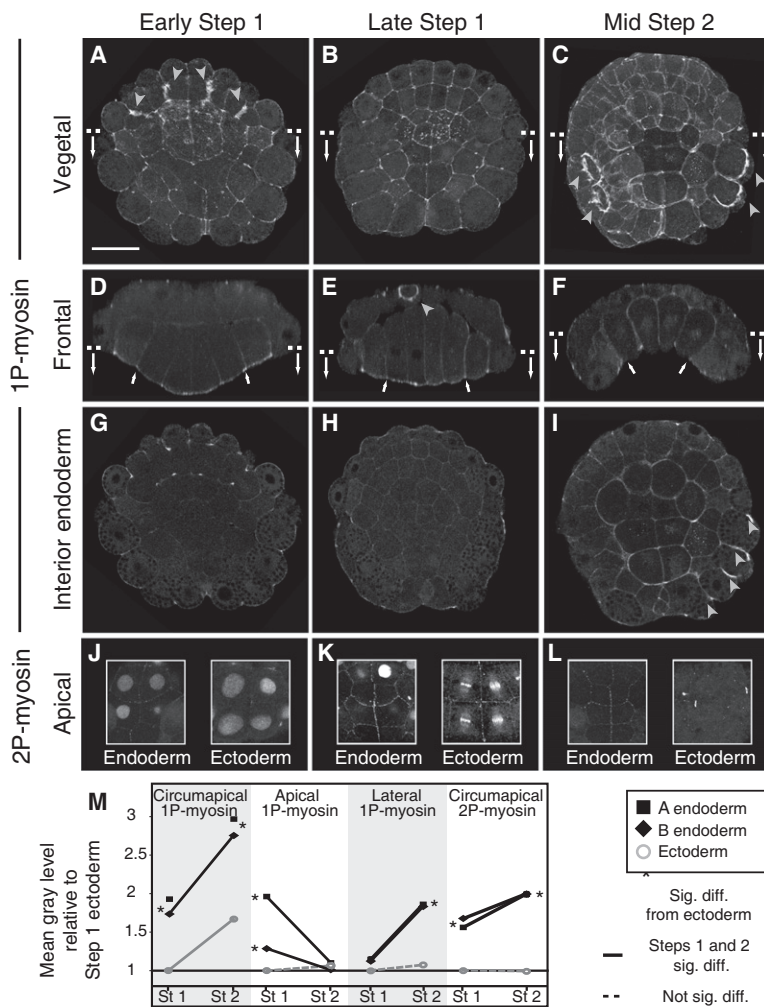 Early Step 1
Late Step 1
Mid Step 2
1P-myosin
Vegetal
A
B
C
Frontal
D
E
F
Interior endoderm
G
H
I
2P-myosin
Apical
J
Endoderm
Ectoderm
K
Endoderm
Ectoderm
L
Endoderm
Ectoderm
M
Mean gray level
relative to
Step 1 ectoderm
3
2.5
2
1.5
1
Circumapical
1P-myosin
Apical
1P-myosin
Lateral
1P-myosin
Circumapical
2P-myosin
*
*
*
*
*
*
*
St 1
St 2
St 1
St 2
St 1
St 2
St 1
St 2
A endoderm
B endoderm
Ectoderm
*
Sig. diff.
from ectoderm
Steps 1 and 2
sig. diff.
Not sig. diff.